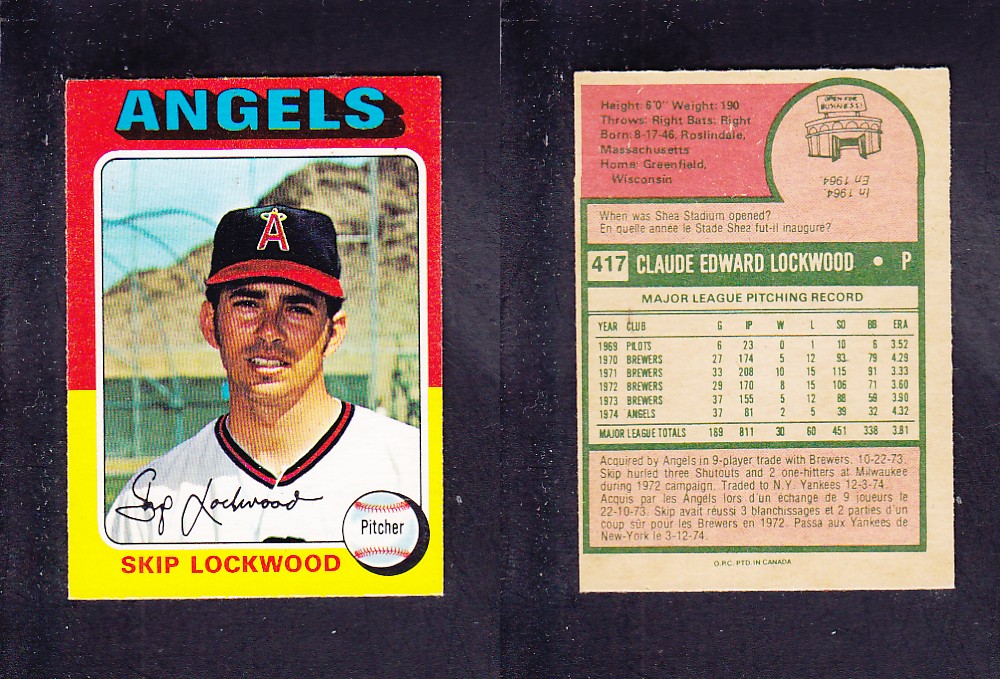 ANGELS
A
Skip Lockwood
Pitcher
SKIP LOCKWOOD
Height: 6'0" Weight: 190
Throws: Right Bats: Right
Born: 8-17-46, Roslindale,
Massachusetts
Home: Greenfield,
Wisconsin
OPEN FOR
BUSINESS!
In 1964.
En 1964
When was Shea Stadium opened?
En quelle année le Stade Shea fut-il inaugure?
417 CLAUDE EDWARD LOCKWOOD • P
MAJOR LEAGUE PITCHING RECORD
YEAR CLUB G IP W L SO BB ERA
1969 PILOTS 6 23 0 1 10 6 3.52
1970 BREWERS 27 174 5 12 93 79 4.29
1971 BREWERS 33 208 10 15 115 91 3.33
1972 BREWERS 29 170 8 15 106 71 3.60
1973 BREWERS 37 155 5 12 88 59 3.90
1974 ANGELS 37 81 2 5 39 32 4.32
MAJOR LEAGUE TOTALS 169 811 30 60 451 338 3.81
Acquired by Angels in 9-player trade with Brewers. 10-22-73.
Skip hurled three Shutouts and 2 one-hitters at Milwaukee
during 1972 campaign. Traded to N.Y. Yankees 12-3-74.
Acquis par les Angels lors d'un échange de 9 joueurs le
22-10-73. Skip avait réussi 3 blanchissages et 2 parties d'un
coup sûr pour les Brewers en 1972. Passa aux Yankees de
New-York le 3-12-74.
O.P.C. PTD. IN CANADA